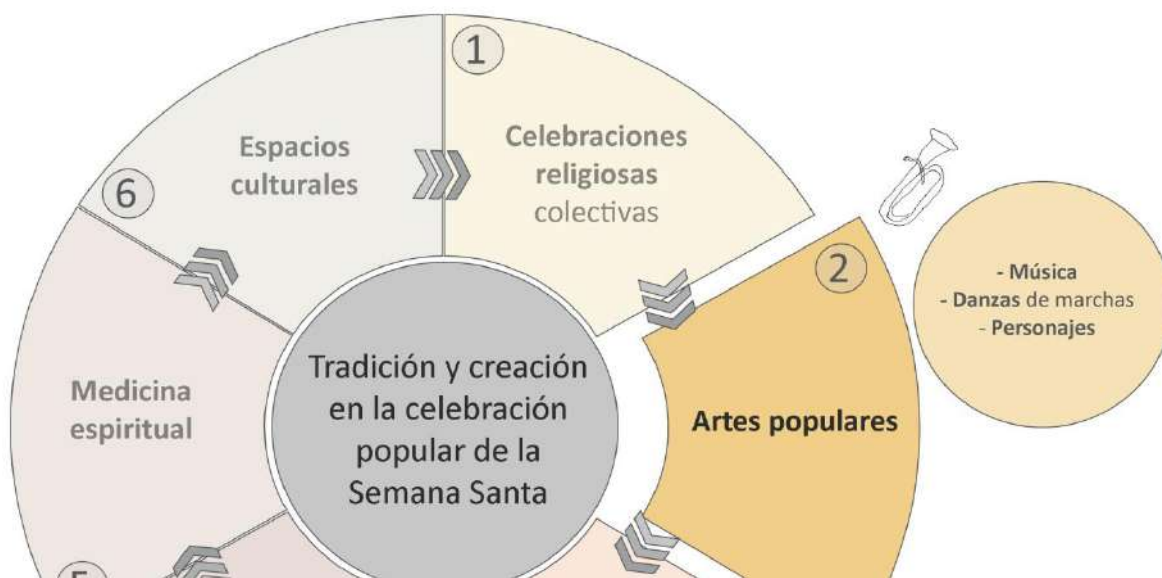 1
Celebraciones
religiosas
colectivas
2
Artes populares
- Música
- Danzas de marchas
- Personajes
5
Medicina
espiritual
6
Espacios
culturales
Tradición y creación
en la celebración
popular de la
Semana Santa